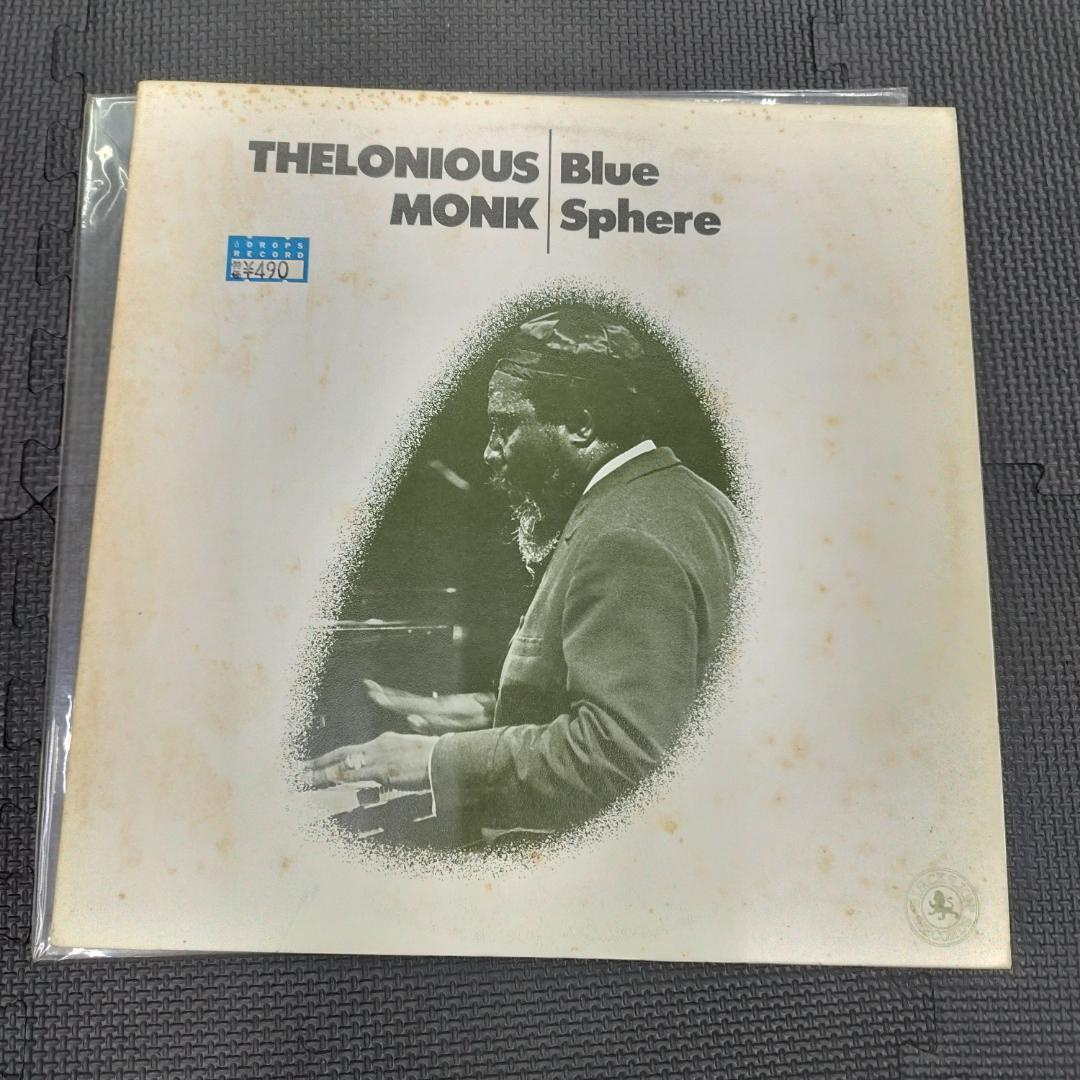 THELONIOUS
MONK
Blue
Sphere
DROPS
RECORD
¥490